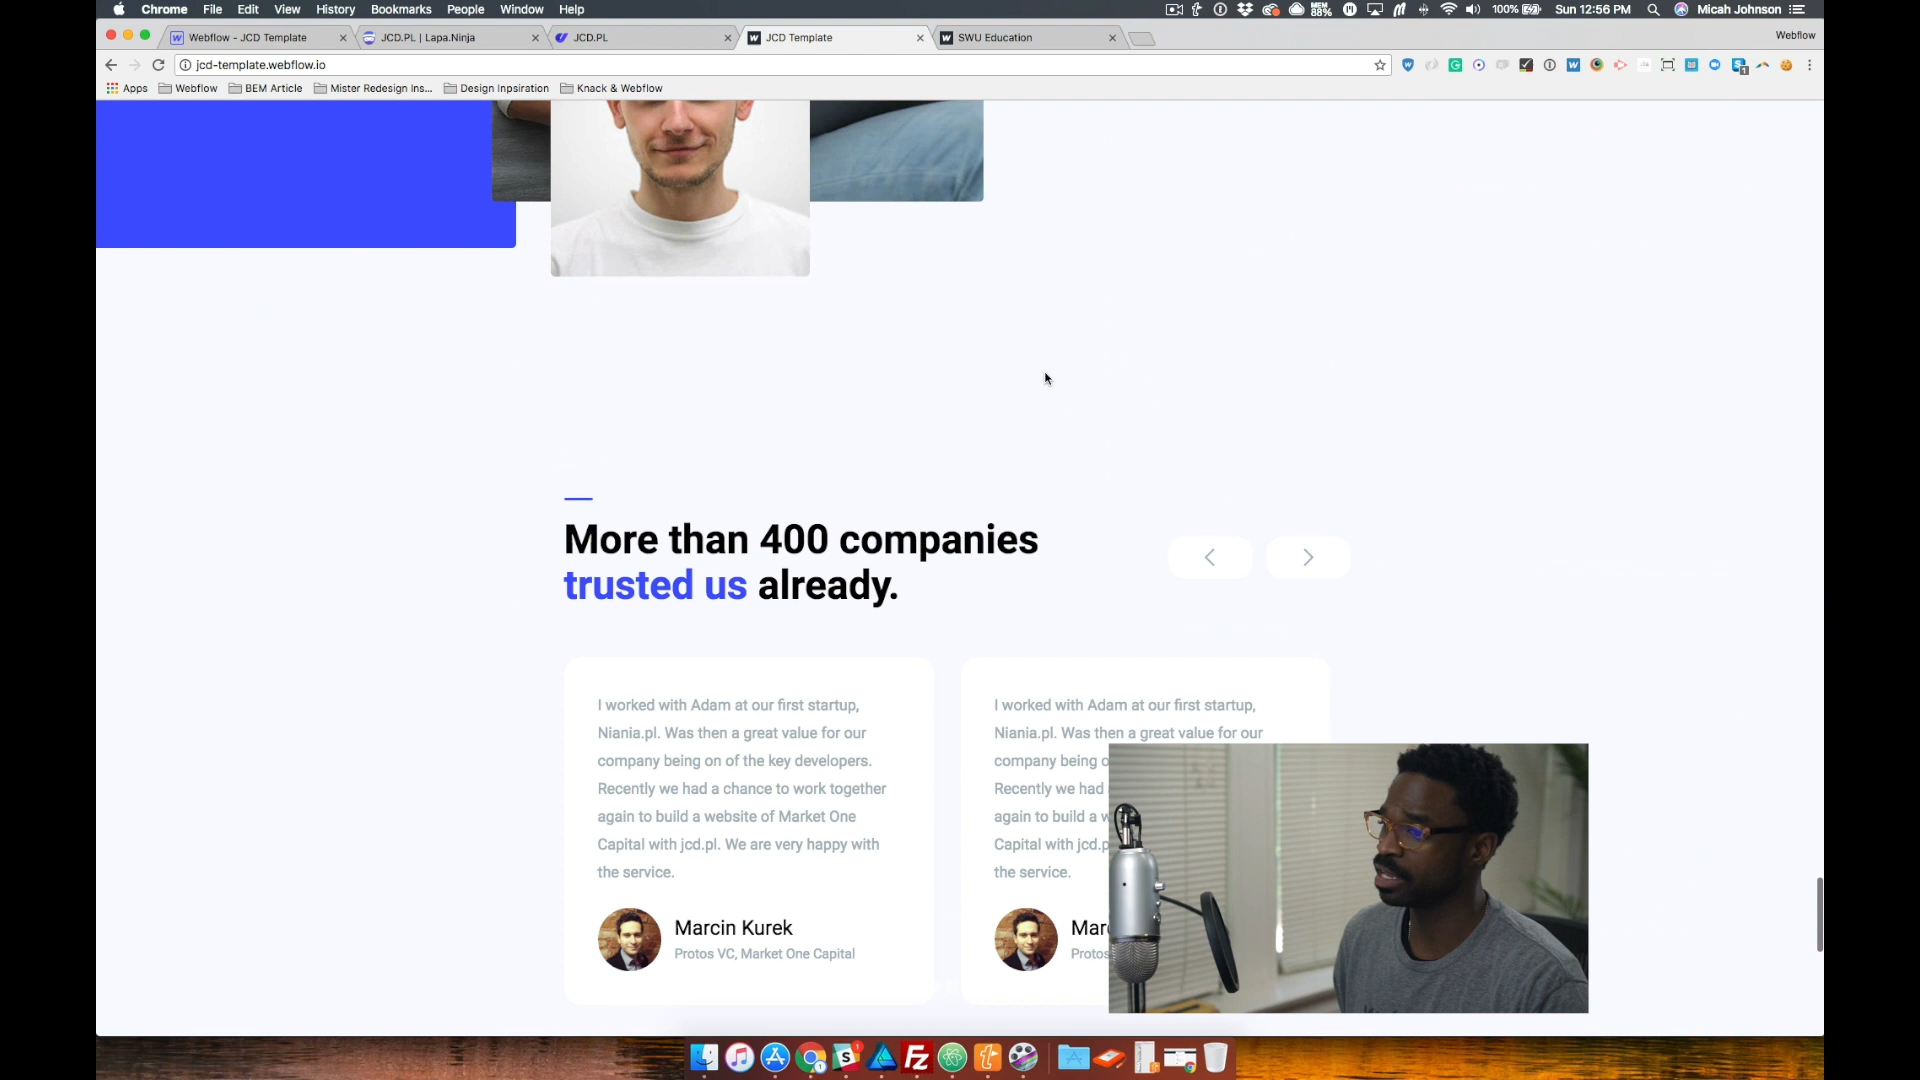 Chrome File Edit View History Bookmarks People Window Help
MEM 88%
100%
Sun 12:56 PM
Micah Johnson
Webflow - JCD Template
JCD.PL | Lapa.Ninja
JCD.PL
JCD Template
SWU Education
Webflow
jcd-template.webflow.io
Apps
Webflow
BEM Article
Mister Redesign Ins...
Design Inpsiration
Knack & Webflow
More than 400 companies
trusted us already.
I worked with Adam at our first startup,
Niania.pl. Was then a great value for our
company being on of the key developers.
Recently we had a chance to work together
again to build a website of Market One
Capital with jcd.pl. We are very happy with
the service.
Marcin Kurek
Protos VC, Market One Capital
I worked with Adam at our first startup,
Niania.pl. Was then a great value for our
company being o
Recently we had
again to build a w
Capital with jcd.p
the service.
Marc
Protos